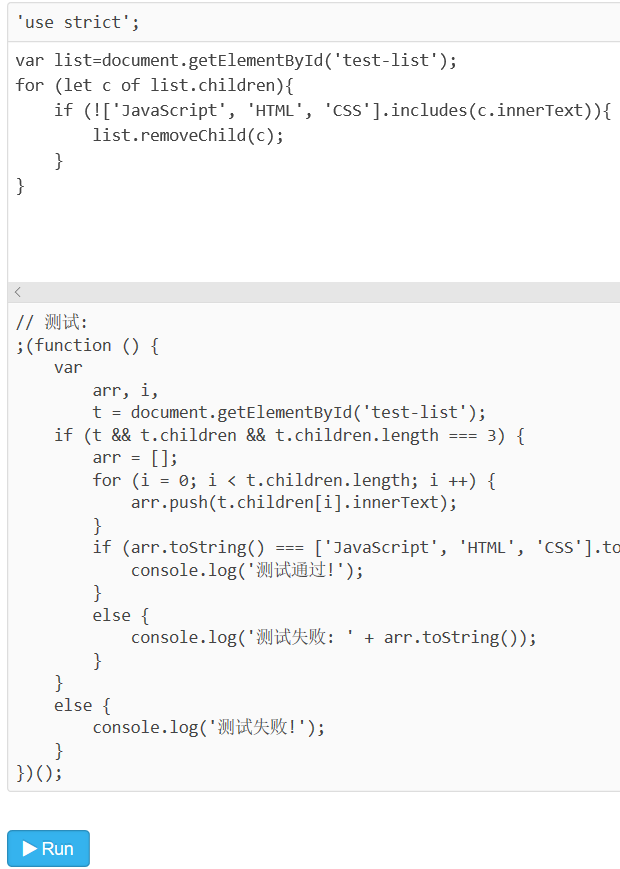 'use strict';
var list=document.getElementById('test-list');
for (let c of list.children){
    if (!['JavaScript', 'HTML', 'CSS'].includes(c.innerText)){
        list.removeChild(c);
    }
}
<
// 测试:
;(function () {
    var
        arr, i,
        t = document.getElementById('test-list');
    if (t && t.children && t.children.length === 3) {
        arr = [];
        for (i = 0; i < t.children.length; i ++) {
            arr.push(t.children[i].innerText);
        }
        if (arr.toString() === ['JavaScript', 'HTML', 'CSS'].to
            console.log('测试通过!');
        }
        else {
            console.log('测试失败: ' + arr.toString());
        }
    }
    else {
        console.log('测试失败!');
    }
})();
Run